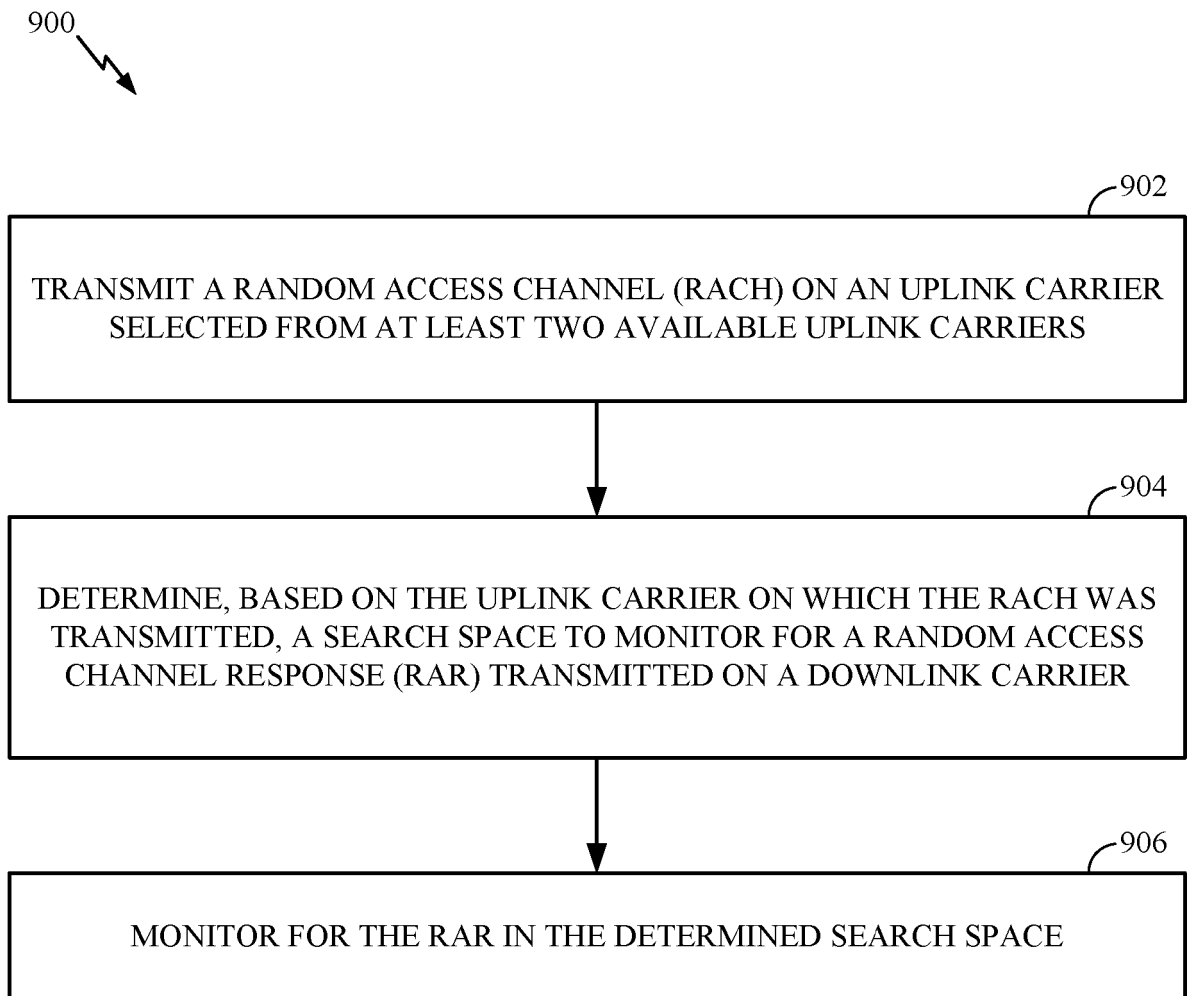 900
902
TRANSMIT A RANDOM ACCESS CHANNEL (RACH) ON AN UPLINK CARRIER
SELECTED FROM AT LEAST TWO AVAILABLE UPLINK CARRIERS
904
DETERMINE, BASED ON THE UPLINK CARRIER ON WHICH THE RACH WAS
TRANSMITTED, A SEARCH SPACE TO MONITOR FOR A RANDOM ACCESS
CHANNEL RESPONSE (RAR) TRANSMITTED ON A DOWNLINK CARRIER
906
MONITOR FOR THE RAR IN THE DETERMINED SEARCH SPACE